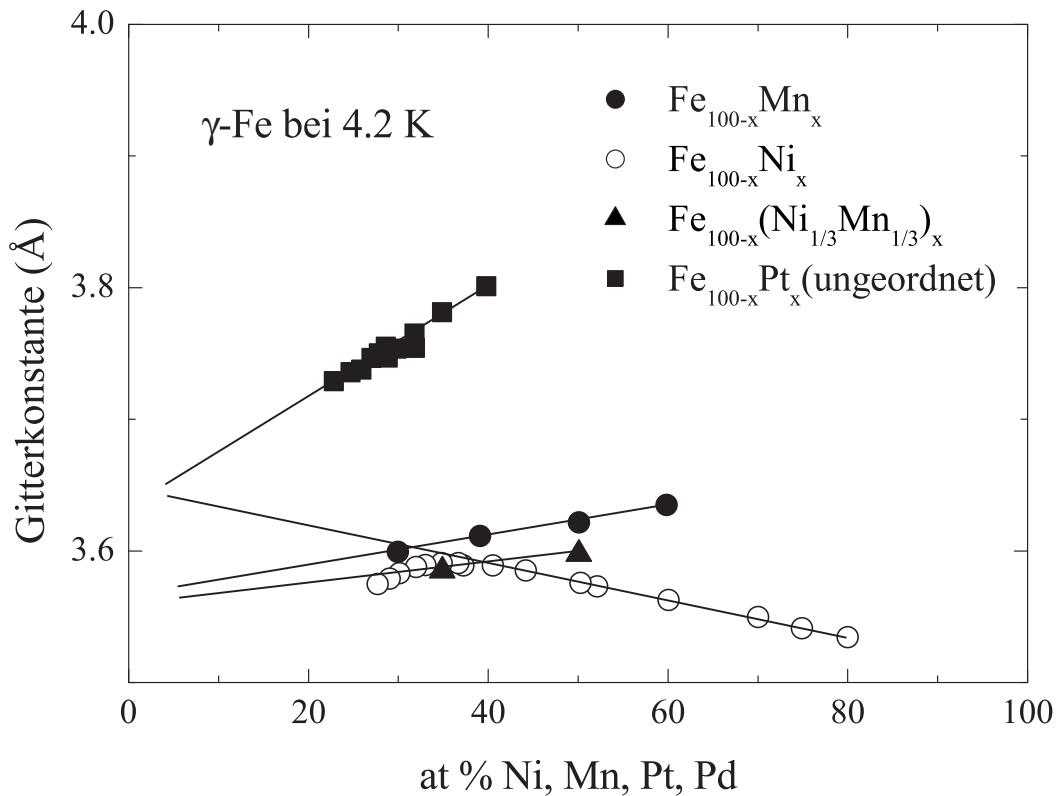 4.0
γ-Fe bei 4.2 K
Fe100-xMnx
Fe100-xNix
Fe100-x(Ni1/3Mn1/3)x
Fe100-xPtx(ungeordnet)
3.8
3.6
Gitterkonstante (Å)
0 20 40 60 80 100
at % Ni, Mn, Pt, Pd